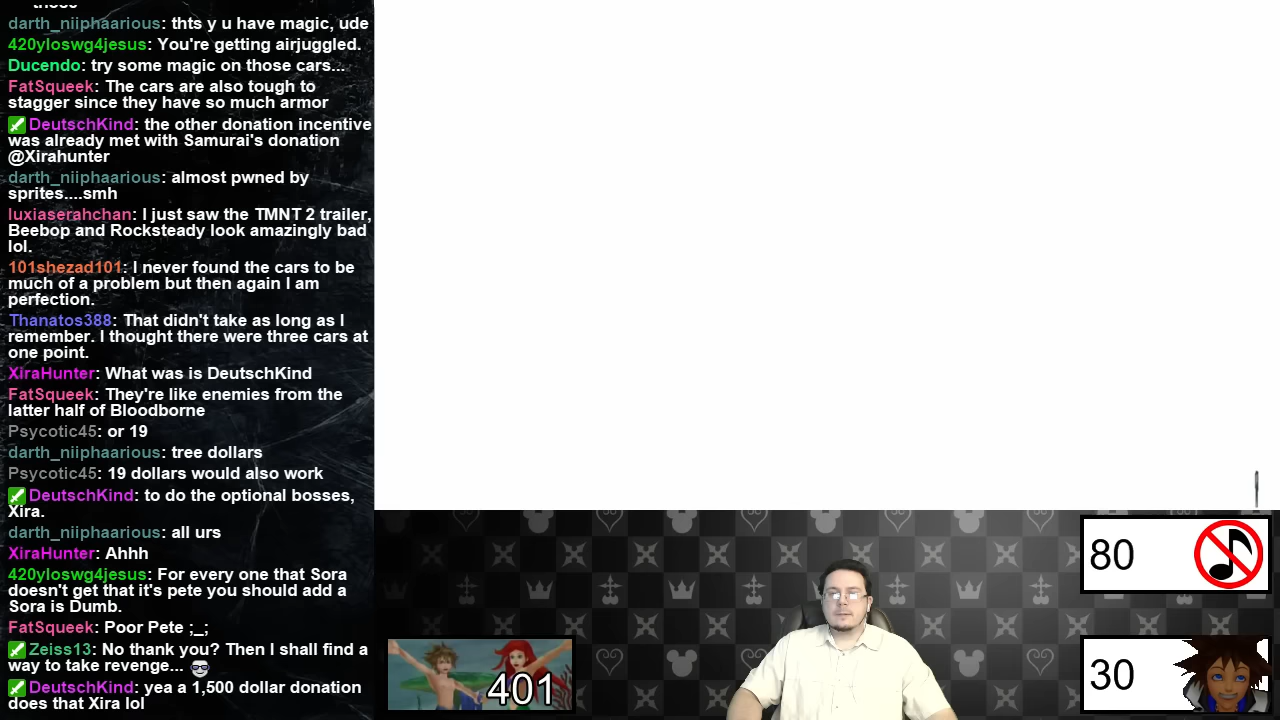 darth_niiphaarious: thts y u have magic, ude
420yloswg4jesus: You're getting airjuggled.
Ducendo: try some magic on those cars...
FatSqueek: The cars are also tough to
stagger since they have so much armor
DeutschKind: the other donation incentive
was already met with Samurai's donation
@Xirahunter
darth_niiphaarious: almost pwned by
sprites....smh
luxiaserahchan: I just saw the TMNT 2 trailer,
Beebop and Rocksteady look amazingly bad
lol.
101shezad101: I never found the cars to be
much of a problem but then again I am
perfection.
Thanatos388: That didn't take as long as I
remember. I thought there were three cars at
one point.
XiraHunter: What was is DeutschKind
FatSqueek: They're like enemies from the
latter half of Bloodborne
Psycotic45: or 19
darth_niiphaarious: tree dollars
Psycotic45: 19 dollars would also work
DeutschKind: to do the optional bosses,
Xira.
darth_niiphaarious: all urs
XiraHunter: Ahhh
420yloswg4jesus: For every one that Sora
doesn't get that it's pete you should add a
Sora is Dumb.
FatSqueek: Poor Pete ;_;
Zeiss13: No thank you? Then I shall find a
way to take revenge...
DeutschKind: yea a 1,500 dollar donation
does that Xira lol
401
80
30